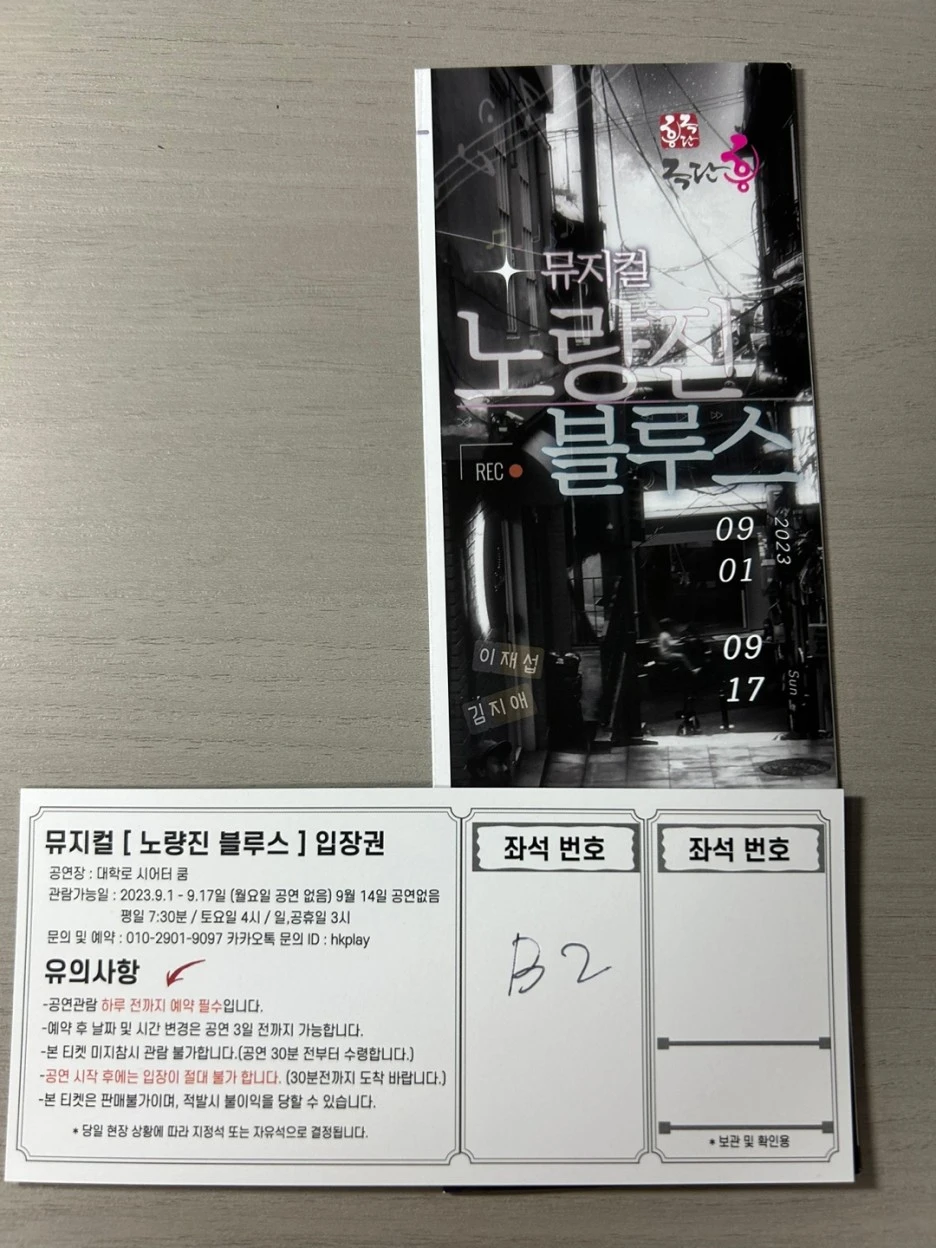 흥극단
극단흥
뮤지컬
노량진
블루스
REC
2023
09
01
09
17
Sun
이재섭
김지애
뮤지컬 [ 노량진 블루스 ] 입장권
공연장 : 대학로 시어터 쿰
관람가능일 : 2023.9.1 - 9.17일 (월요일 공연 없음) 9월 14일 공연없음
평일 7:30분 / 토요일 4시 / 일,공휴일 3시
문의 및 예약 : 010-2901-9097 카카오톡 문의 ID : hkplay
유의사항
-공연관람 하루 전까지 예약 필수입니다.
-예약 후 날짜 및 시간 변경은 공연 3일 전까지 가능합니다.
-본 티켓 미지참시 관람 불가합니다.(공연 30분 전부터 수령합니다.)
-공연 시작 후에는 입장이 절대 불가 합니다. (30분전까지 도착 바랍니다.)
-본 티켓은 판매불가이며, 적발시 불이익을 당할 수 있습니다.
* 당일 현장 상황에 따라 지정석 또는 자유석으로 결정됩니다.
좌석 번호
B2
좌석 번호
* 보관 및 확인용